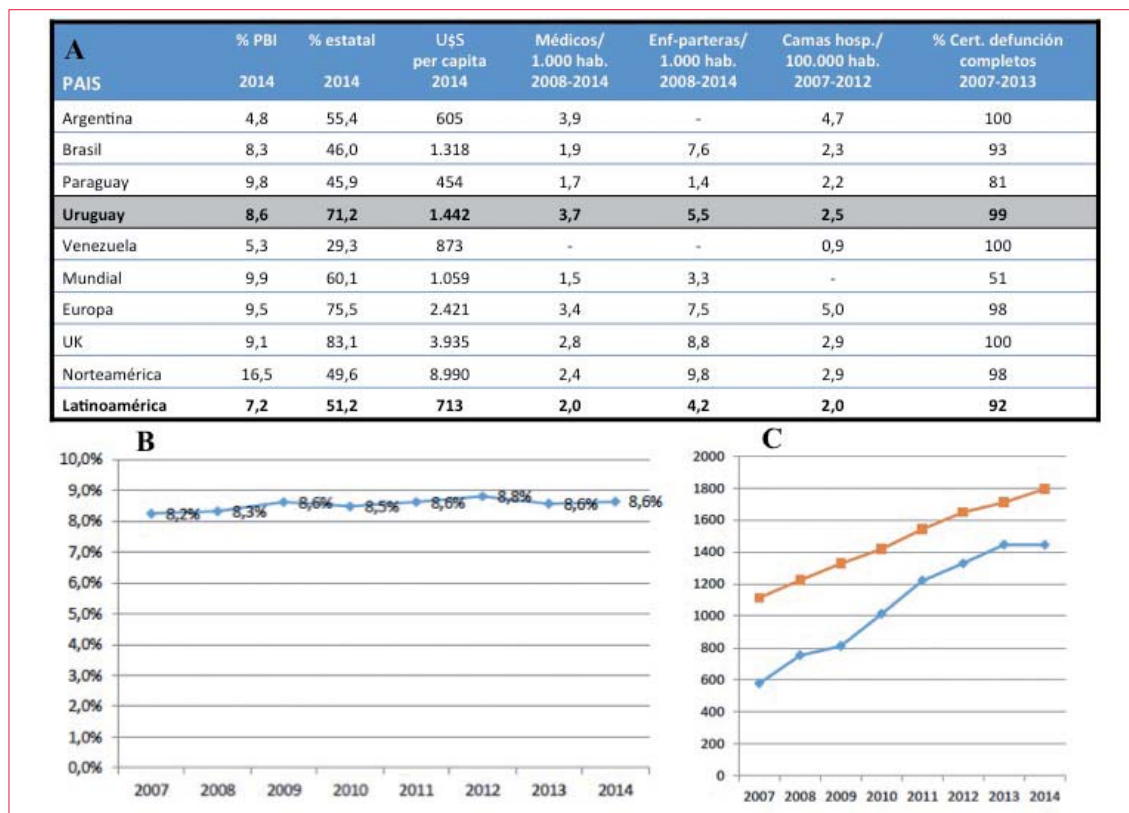 A
PAIS
% PBI 2014
% estatal 2014
U$S per capita 2014
Médicos/ 1.000 hab. 2008-2014
Enf-parteras/ 1.000 hab. 2008-2014
Camas hosp./ 100.000 hab. 2007-2012
% Cert. defunción completos 2007-2013
Argentina 4,8 55,4 605 3,9 - 4,7 100
Brasil 8,3 46,0 1.318 1,9 7,6 2,3 93
Paraguay 9,8 45,9 454 1,7 1,4 2,2 81
Uruguay 8,6 71,2 1.442 3,7 5,5 2,5 99
Venezuela 5,3 29,3 873 - - 0,9 100
Mundial 9,9 60,1 1.059 1,5 3,3 - 51
Europa 9,5 75,5 2.421 3,4 7,5 5,0 98
UK 9,1 83,1 3.935 2,8 8,8 2,9 100
Norteamérica 16,5 49,6 8.990 2,4 9,8 2,9 98
Latinoamérica 7,2 51,2 713 2,0 4,2 2,0 92
B
10,0%
9,0%
8,0%
7,0%
6,0%
5,0%
4,0%
3,0%
2,0%
1,0%
0,0%
8,2% 8,3% 8,6% 8,5% 8,6% 8,8% 8,6% 8,6%
2007 2008 2009 2010 2011 2012 2013 2014
C
2000
1800
1600
1400
1200
1000
800
600
400
200
0
2007 2008 2009 2010 2011 2012 2013 2014